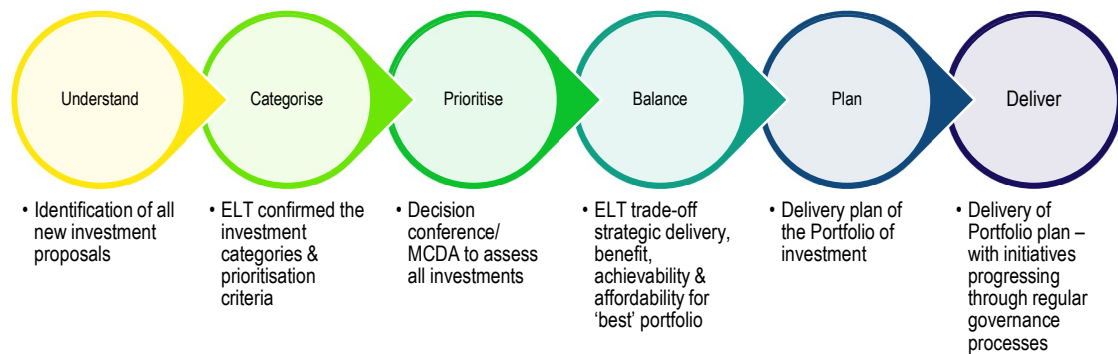 Understand
Categorise
Prioritise
Balance
Plan
Deliver
• Identification of all
new investment
proposals
• ELT confirmed the
investment
categories &
prioritisation
criteria
• Decision
conference/
MCDA to assess
all investments
• ELT trade-off
strategic delivery,
benefit,
achievability &
affordability for
‘best’ portfolio
• Delivery plan of
the Portfolio of
investment
• Delivery of
Portfolio plan –
with initiatives
progressing
through regular
governance
processes